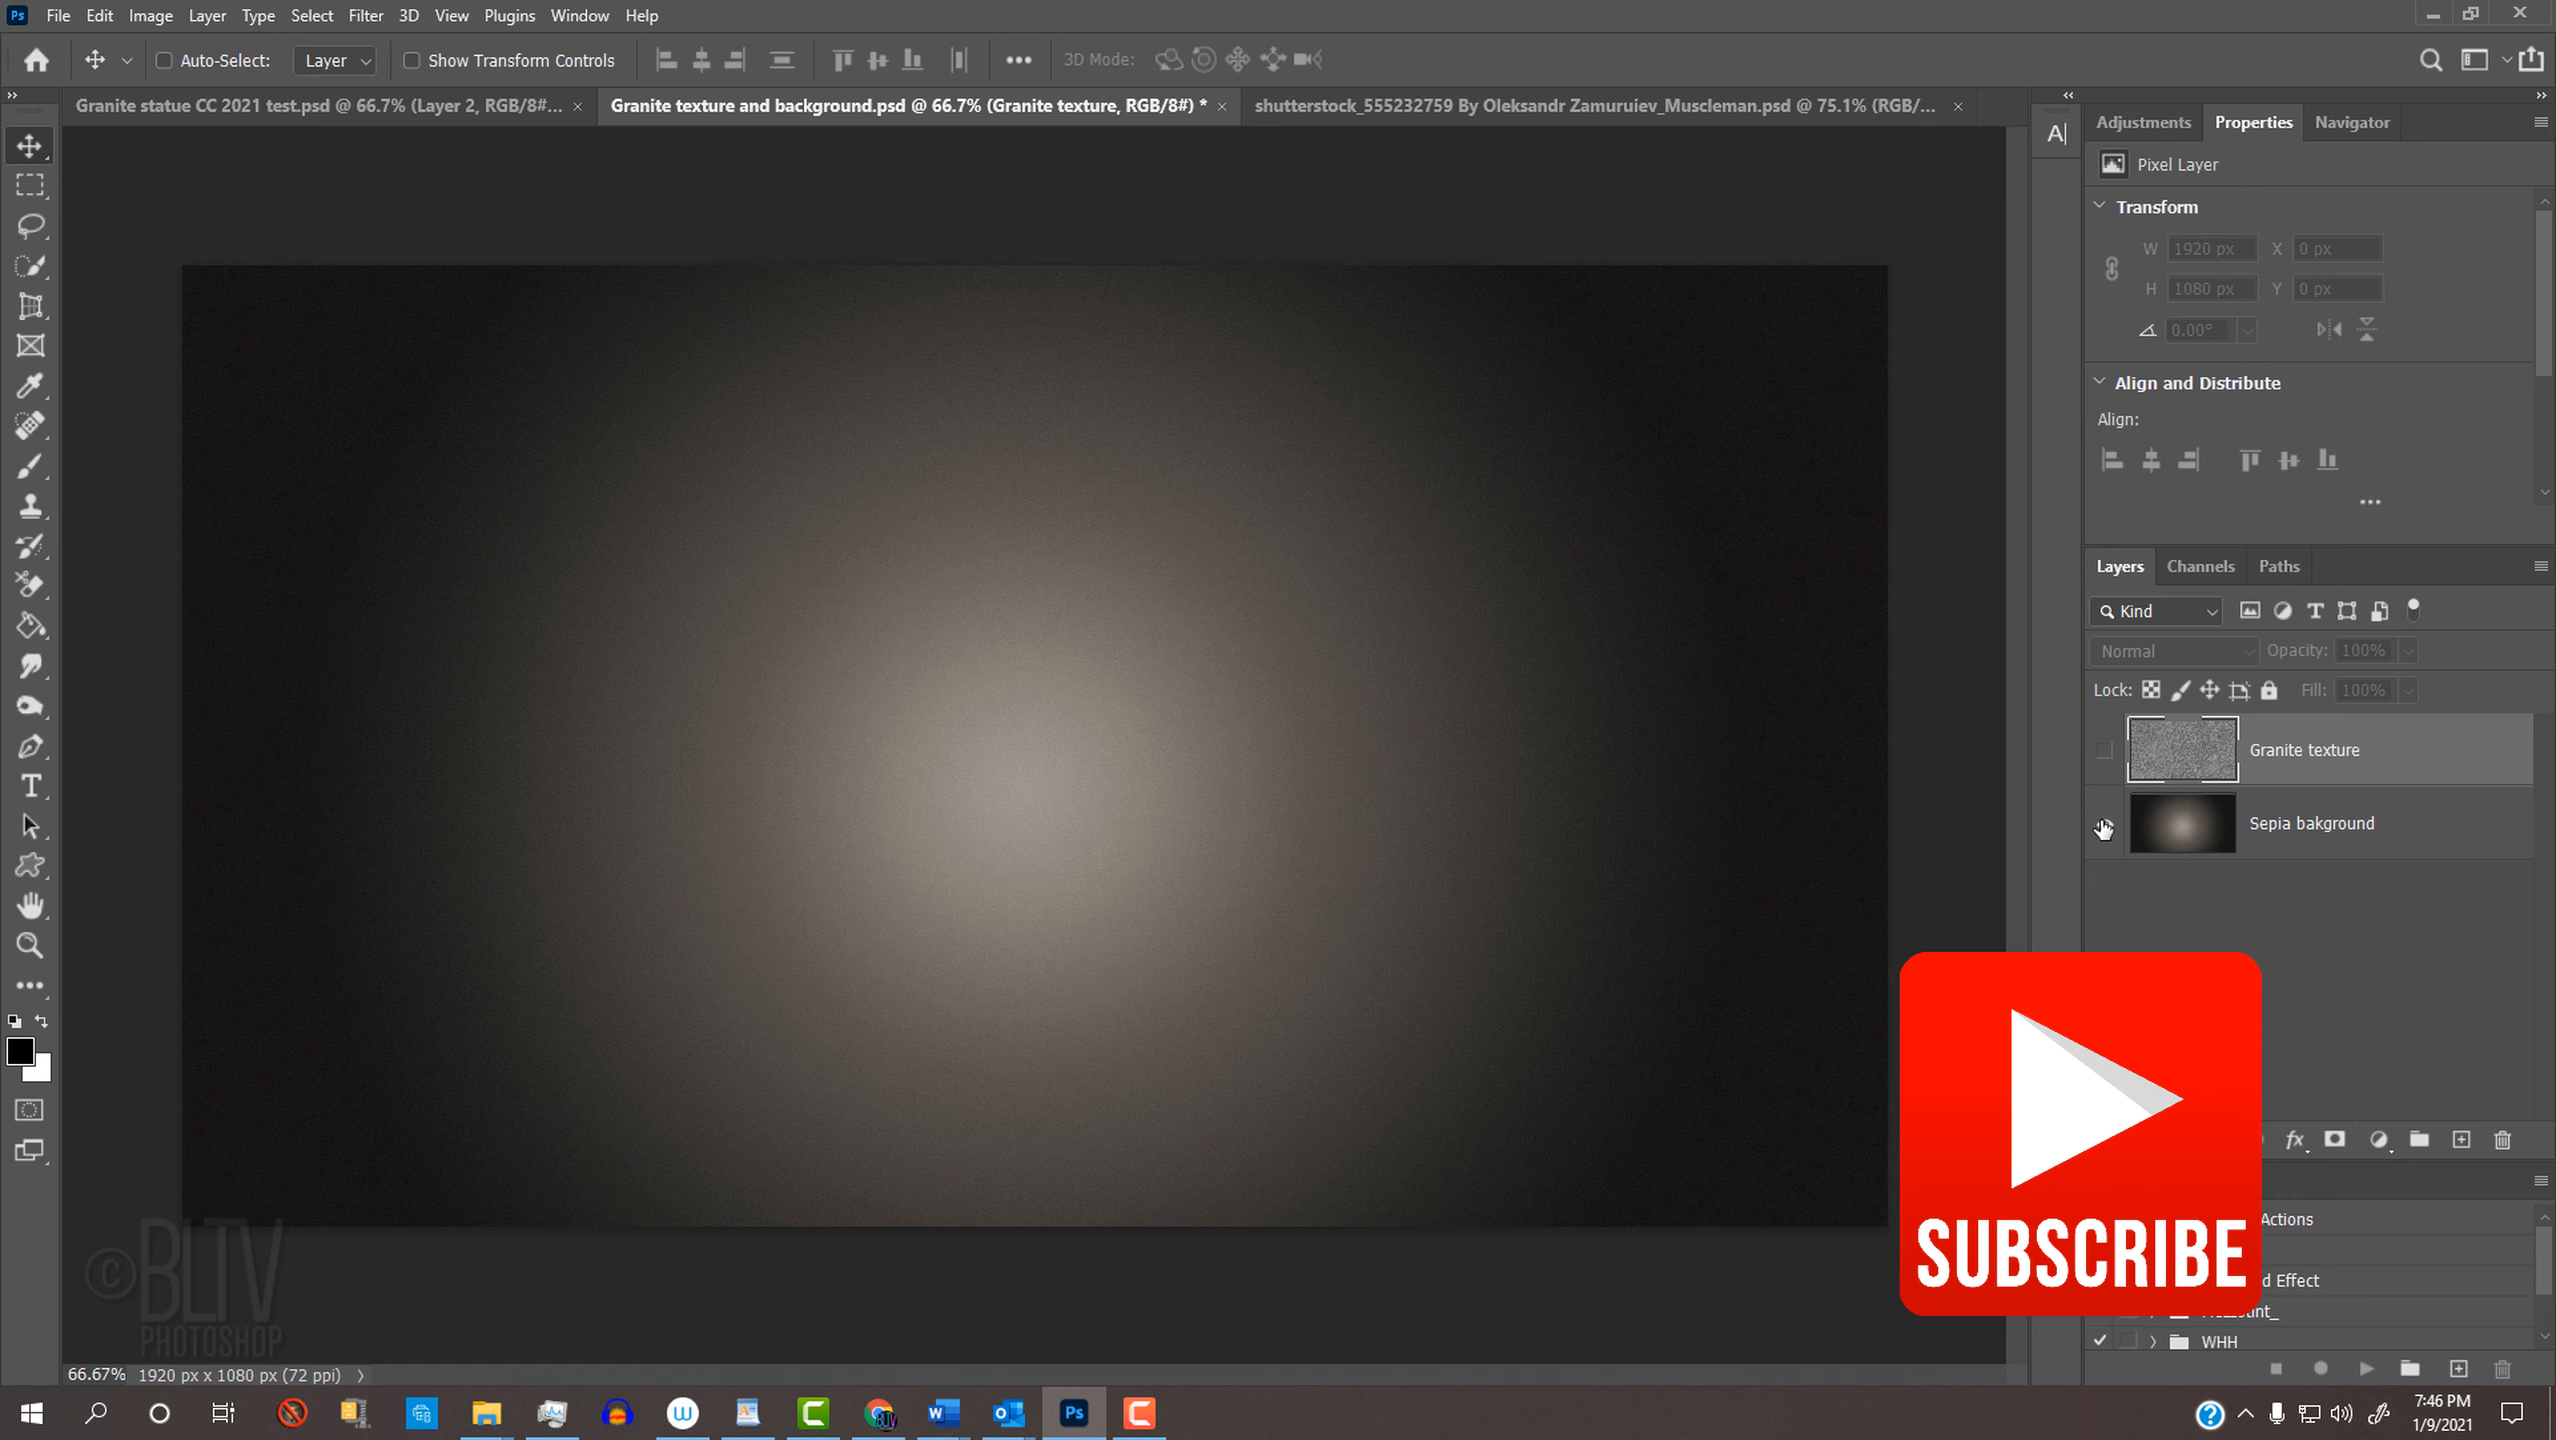 Ps File Edit Image Layer Type Select Filter 3D View Plugins Window Help
Auto-Select: Layer Show Transform Controls 3D Mode:
Granite statue CC 2021 test.psd @ 66.7% (Layer 2, RGB/8#... Granite texture and background.psd @ 66.7% (Granite texture, RGB/8#) * shutterstock_555232759 By Oleksandr Zamuruiev_Muscleman.psd @ 75.1% (RGB/...
Adjustments Properties Navigator
Pixel Layer
Transform
W 1920 px X 0 px
H 1080 px Y 0 px
0.00°
Align and Distribute
Align:
Layers Channels Paths
Kind
Normal Opacity: 100%
Lock: Fill: 100%
Granite texture
Sepia bakground
SUBSCRIBE
Actions
d Effect
WHH
©BLTV
PHOTOSHOP
66.67% 1920 px x 1080 px (72 ppi)
7:46 PM
1/9/2021